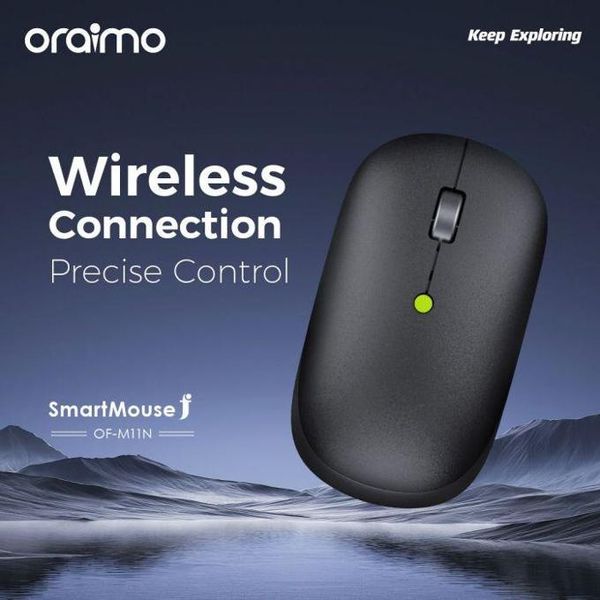 oraimo
Keep Exploring
Wireless
Connection
Precise Control
SmartMouse f
OF-M11N